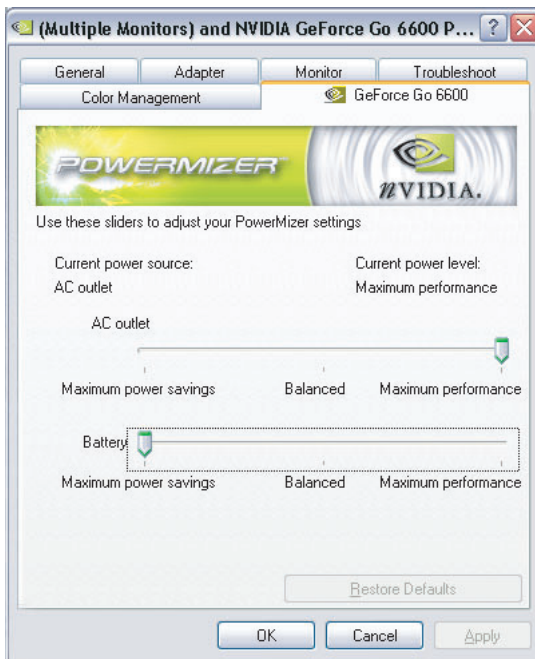 (Multiple Monitors) and NVIDIA GeForce Go 6600 P...
General Adapter Monitor Troubleshoot
Color Management GeForce Go 6600
POWERMIZER™ nVIDIA.
Use these sliders to adjust your PowerMizer settings
Current power source: Current power level:
AC outlet Maximum performance
AC outlet
Maximum power savings Balanced Maximum performance
Battery
Maximum power savings Balanced Maximum performance
Restore Defaults
OK Cancel Apply